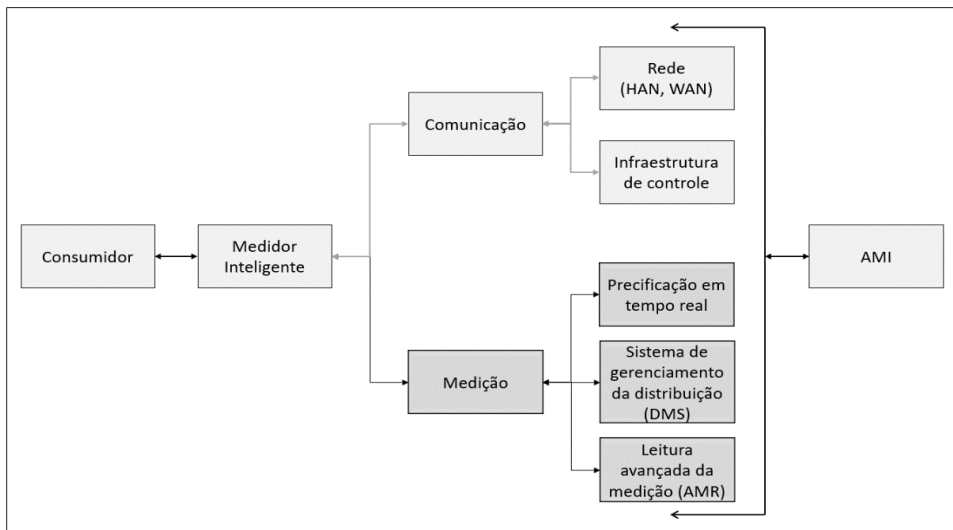 Rede
(HAN, WAN)
Comunicação
Infraestrutura
de controle
Consumidor
Medidor
Inteligente
AMI
Precificação em
tempo real
Medição
Sistema de
gerenciamento
da distribuição
(DMS)
Leitura
avançada da
medição (AMR)